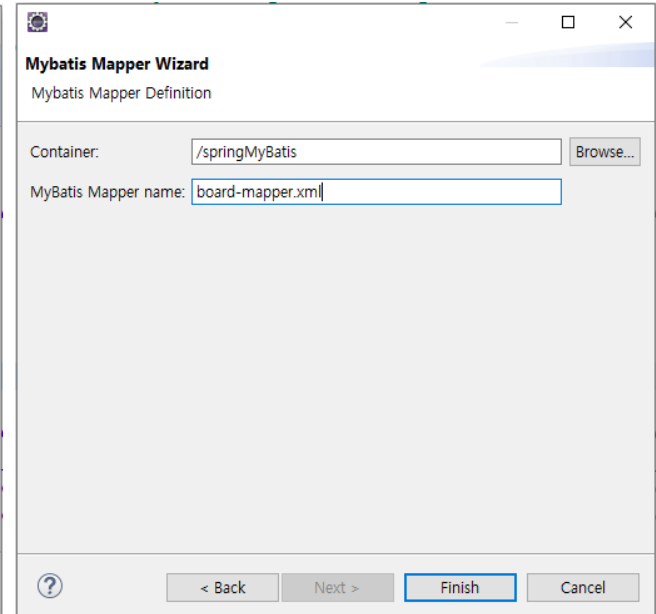 Mybatis Mapper Wizard
Mybatis Mapper Definition
Container: /springMyBatis Browse...
MyBatis Mapper name: board-mapper.xml
? < Back Next > Finish Cancel